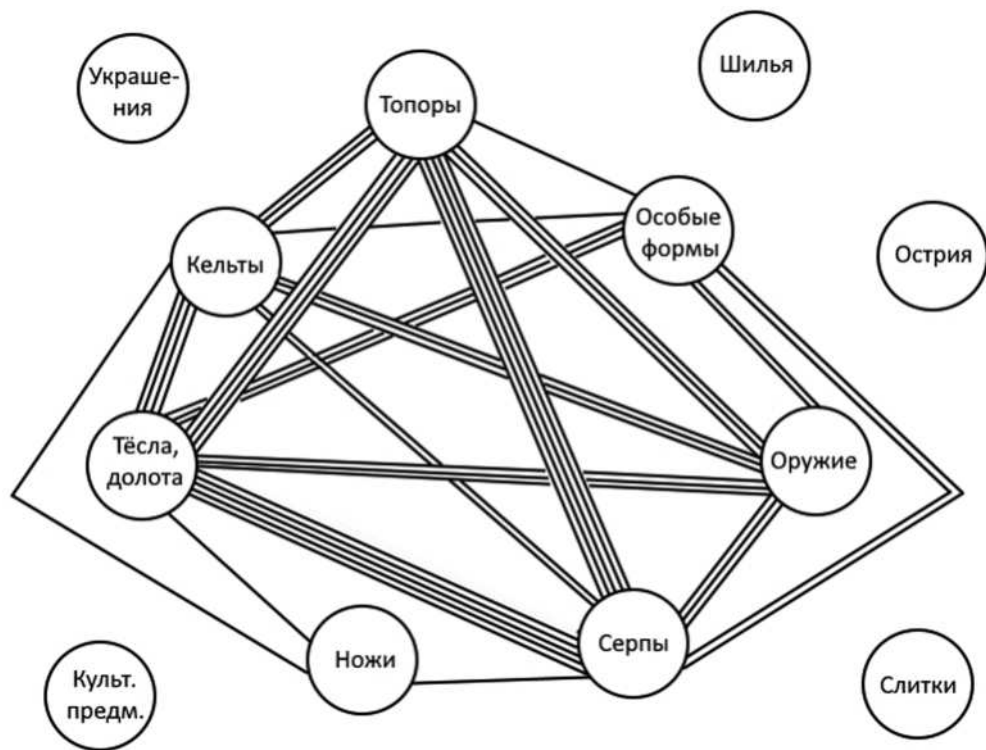 Украше-
ния
Топоры
Шилья
Особые
формы
Кельты
Острия
Тёсла,
долота
Оружие
Ножи
Серпы
Культ.
предм.
Слитки